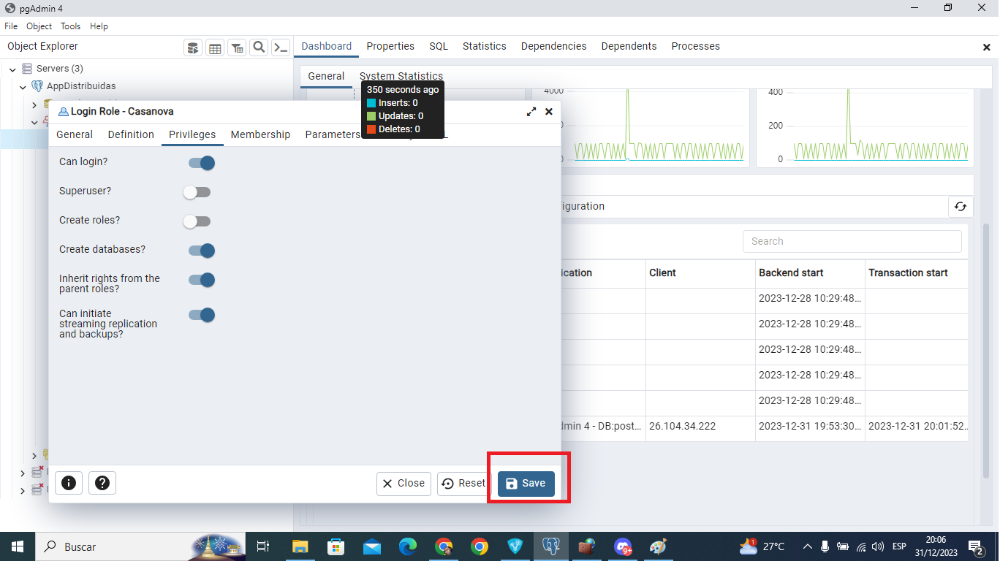 pgAdmin 4
File Object Tools Help
Object Explorer
Dashboard Properties SQL Statistics Dependencies Dependents Processes
Servers (3)
AppDistribuidas
General System Statistics
350 seconds ago
Inserts: 0
Updates: 0
Deletes: 0
4000
400
200
0
Login Role - Casanova
General Definition Privileges Membership Parameters
Can login?
Superuser?
Create roles?
Create databases?
Inherit rights from the
parent roles?
Can initiate
streaming replication
and backups?
Close Reset Save
Search
Client Backend start Transaction start
2023-12-28 10:29:48...
2023-12-28 10:29:48...
2023-12-28 10:29:48...
2023-12-28 10:29:48...
2023-12-28 10:29:48...
min 4 - DB:post... 26.104.34.222 2023-12-31 19:53:30... 2023-12-31 20:01:52...
Buscar
9+
1
27°C
ESP
20:06
31/12/2023
2